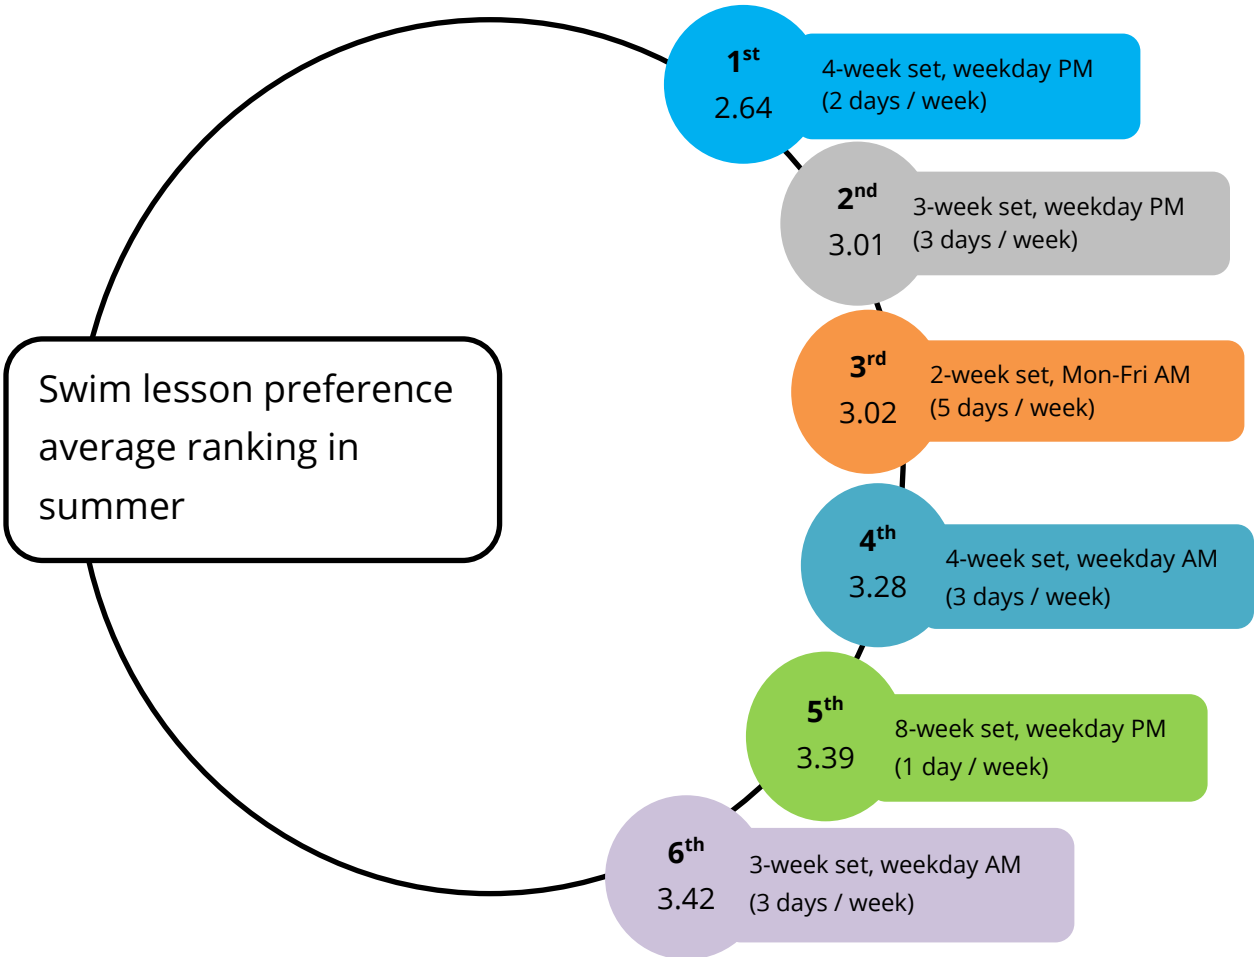 Swim lesson preference
average ranking in
summer
1st
2.64
4-week set, weekday PM
(2 days / week)
2nd
3.01
3-week set, weekday PM
(3 days / week)
3rd
3.02
2-week set, Mon-Fri AM
(5 days / week)
4th
3.28
4-week set, weekday AM
(3 days / week)
5th
3.39
8-week set, weekday PM
(1 day / week)
6th
3.42
3-week set, weekday AM
(3 days / week)